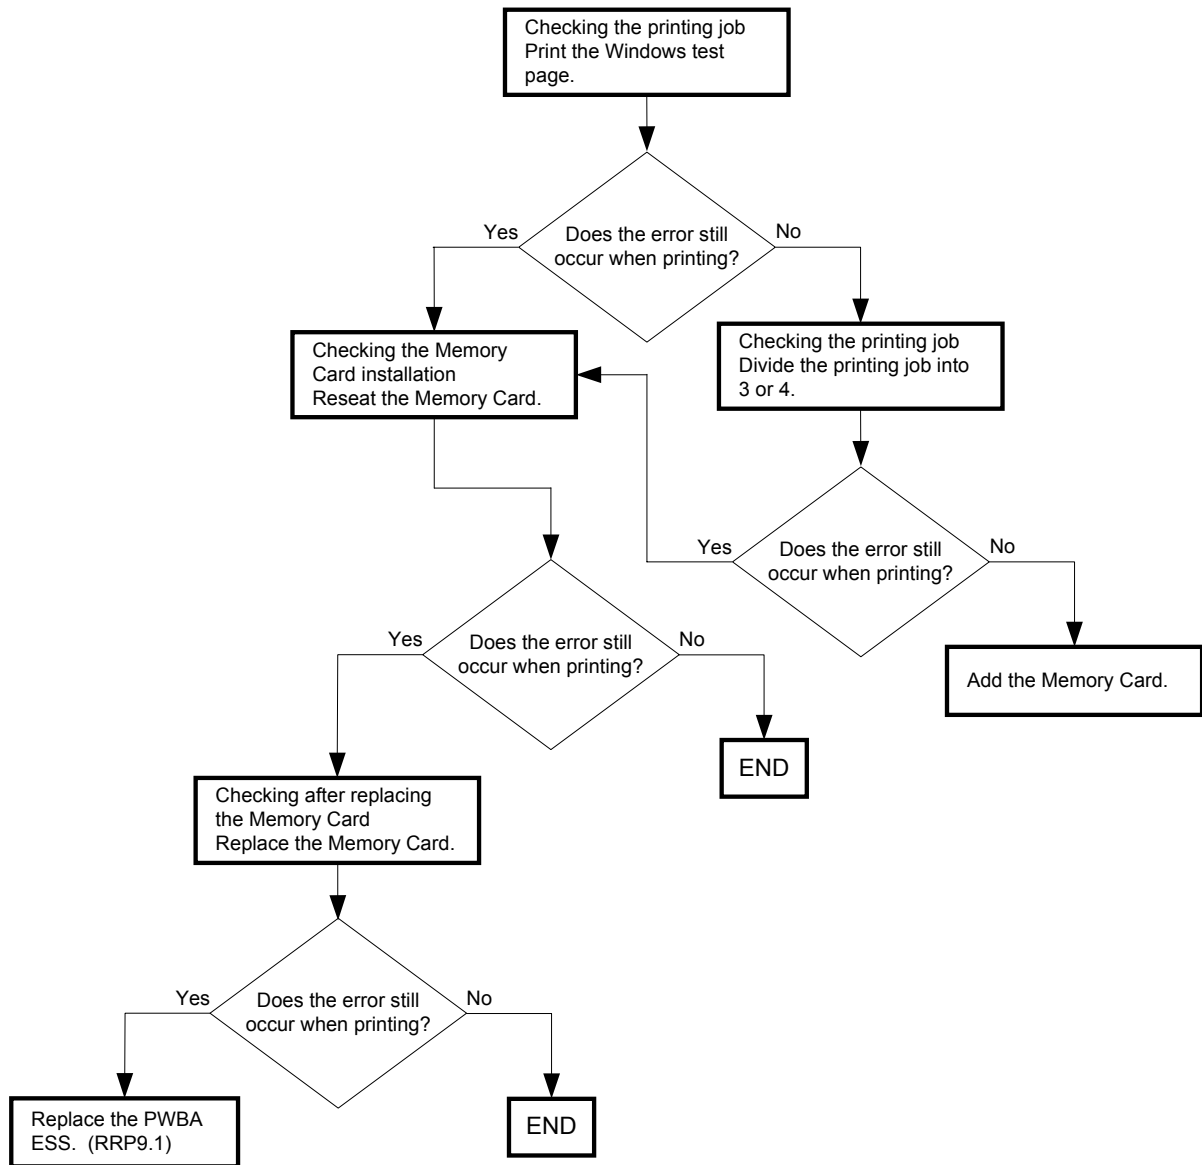 Checking the printing job
Print the Windows test
page.
Yes
Does the error still
occur when printing?
No
Checking the Memory
Card installation
Reseat the Memory Card.
Checking the printing job
Divide the printing job into
3 or 4.
Yes
Does the error still
occur when printing?
No
Yes
Does the error still
occur when printing?
No
Add the Memory Card.
END
Checking after replacing
the Memory Card
Replace the Memory Card.
Yes
Does the error still
occur when printing?
No
Replace the PWBA
ESS.  (RRP9.1)
END